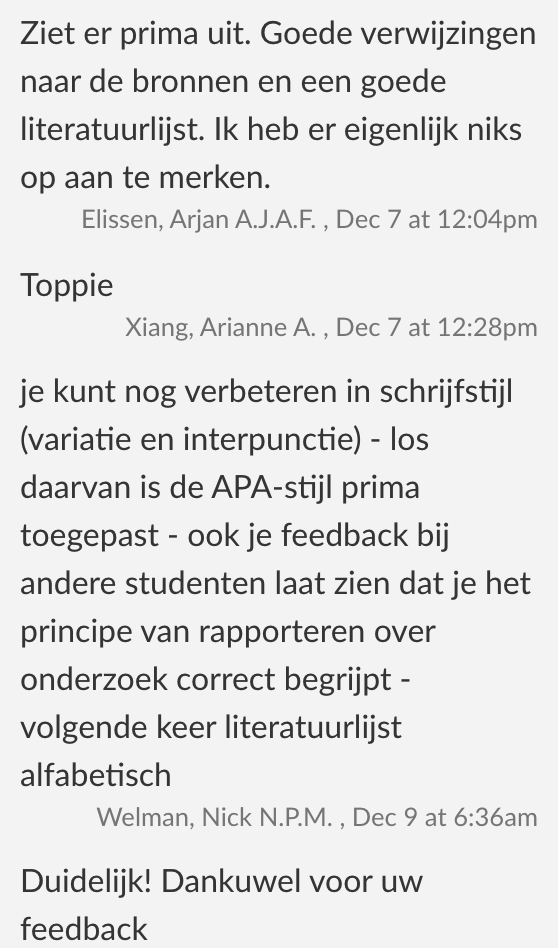 Ziet er prima uit. Goede verwijzingen
naar de bronnen en een goede
literatuurlijst. Ik heb er eigenlijk niks
op aan te merken.
Elissen, Arjan A.J.A.F. , Dec 7 at 12:04pm
Toppie
Xiang, Arianne A. , Dec 7 at 12:28pm
je kunt nog verbeteren in schrijfstijl
(variatie en interpunctie) - los
daarvan is de APA-stijl prima
toegepast - ook je feedback bij
andere studenten laat zien dat je het
principe van rapporteren over
onderzoek correct begrijpt -
volgende keer literatuurlijst
alfabetisch
Welman, Nick N.P.M. , Dec 9 at 6:36am
Duidelijk! Dankuwel voor uw
feedback